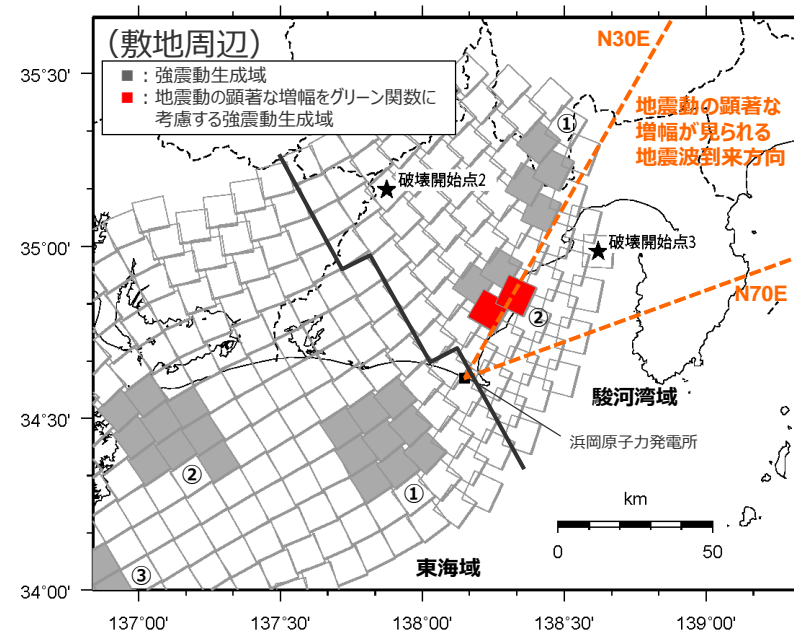 (敷地周辺)
■：強震動生成域
■：地震動の顕著な増幅をグリーン関数に
考慮する強震動生成域
N30E
地震動の顕著な
増幅が見られる
地震波到来方向
①
破壊開始点2
破壊開始点3
N70E
②
駿河湾域
浜岡原子力発電所
②
①
③
東海域
km
0 50
35°30'
35°00'
34°30'
34°00'
137°00' 137°30' 138°00' 138°30' 139°00'